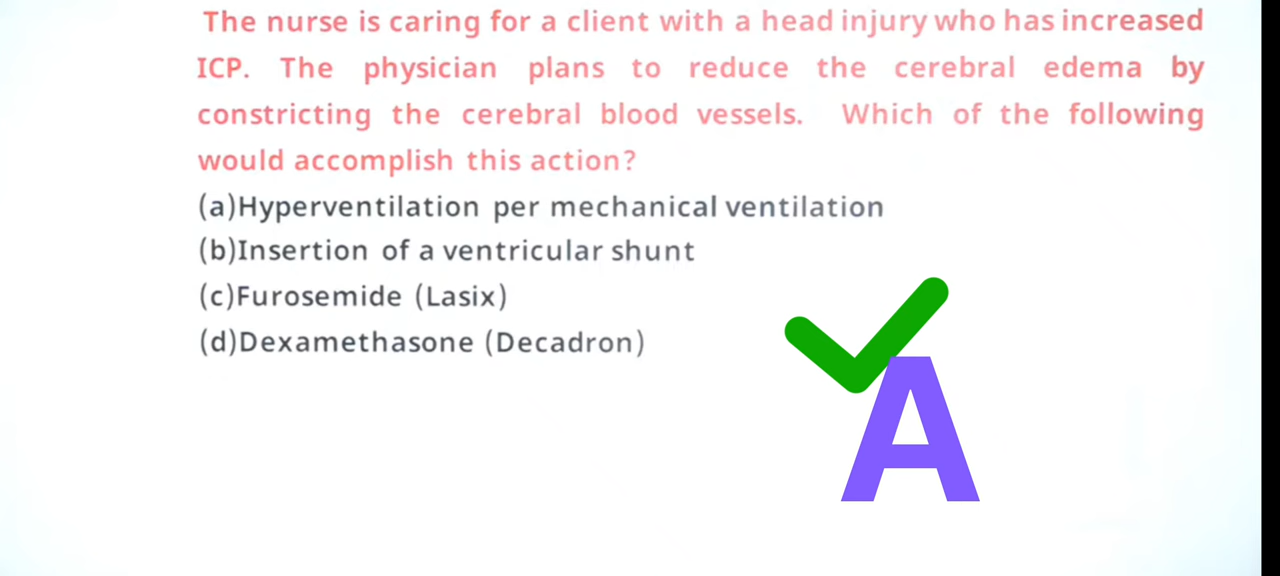 The nurse is caring for a client with a head injury who has increased
ICP. The physician plans to reduce the cerebral edema by
constricting the cerebral blood vessels. Which of the following
would accomplish this action?
(a)Hyperventilation per mechanical ventilation
(b)Insertion of a ventricular shunt
(c)Furosemide (Lasix)
(d)Dexamethasone (Decadron)
A